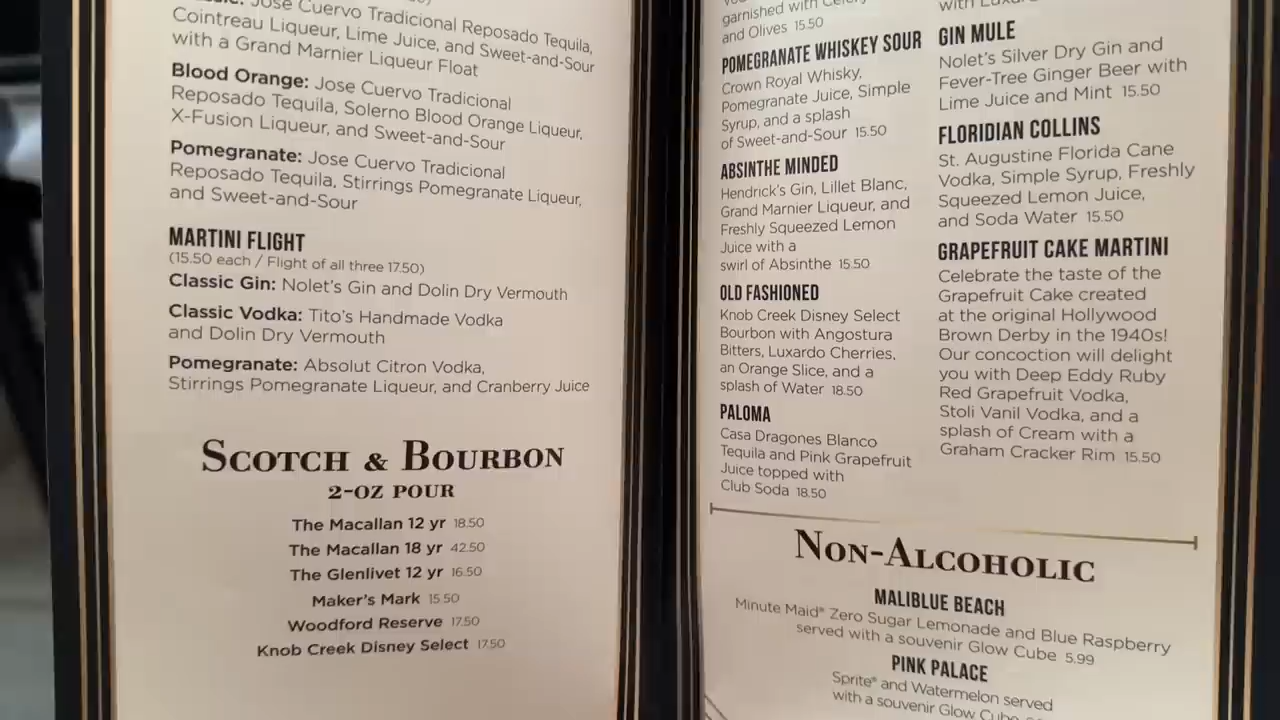 Jose Cuervo Tradicional Reposado Tequila,
Cointreau Liqueur, Lime Juice, and Sweet-and-Sour
with a Grand Marnier Liqueur Float
Blood Orange: Jose Cuervo Tradicional
Reposado Tequila, Solerno Blood Orange Liqueur,
X-Fusion Liqueur, and Sweet-and-Sour
Pomegranate: Jose Cuervo Tradicional
Reposado Tequila, Stirrings Pomegranate Liqueur,
and Sweet-and-Sour
MARTINI FLIGHT
(15.50 each / Flight of all three 17.50)
Classic Gin: Nolet's Gin and Dolin Dry Vermouth
Classic Vodka: Tito's Handmade Vodka
and Dolin Dry Vermouth
Pomegranate: Absolut Citron Vodka,
Stirrings Pomegranate Liqueur, and Cranberry Juice
SCOTCH & BOURBON
2-OZ POUR
The Macallan 12 yr 18.50
The Macallan 18 yr 42.50
The Glenlivet 12 yr 16.50
Maker's Mark 15.50
Woodford Reserve 17.50
Knob Creek Disney Select 17.50
garnished with Celery
and Olives 15.50
POMEGRANATE WHISKEY SOUR
Crown Royal Whisky,
Pomegranate Juice, Simple
Syrup, and a splash
of Sweet-and-Sour 15.50
ABSINTHE MINDED
Hendrick's Gin, Lillet Blanc,
Grand Marnier Liqueur, and
Freshly Squeezed Lemon
Juice with a
swirl of Absinthe 15.50
OLD FASHIONED
Knob Creek Disney Select
Bourbon with Angostura
Bitters, Luxardo Cherries,
an Orange Slice, and a
splash of Water 18.50
PALOMA
Casa Dragones Blanco
Tequila and Pink Grapefruit
Juice topped with
Club Soda 18.50
with
GIN MULE
Nolet's Silver Dry Gin and
Fever-Tree Ginger Beer with
Lime Juice and Mint 15.50
FLORIDIAN COLLINS
St. Augustine Florida Cane
Vodka, Simple Syrup, Freshly
Squeezed Lemon Juice,
and Soda Water 15.50
GRAPEFRUIT CAKE MARTINI
Celebrate the taste of the
Grapefruit Cake created
at the original Hollywood
Brown Derby in the 1940s!
Our concoction will delight
you with Deep Eddy Ruby
Red Grapefruit Vodka,
Stoli Vanil Vodka, and a
splash of Cream with a
Graham Cracker Rim 15.50
NON-ALCOHOLIC
MALIBLUE BEACH
Minute Maid® Zero Sugar Lemonade and Blue Raspberry
served with a souvenir Glow Cube 5.99
PINK PALACE
Sprite® and Watermelon served
with a souvenir Glow Cube